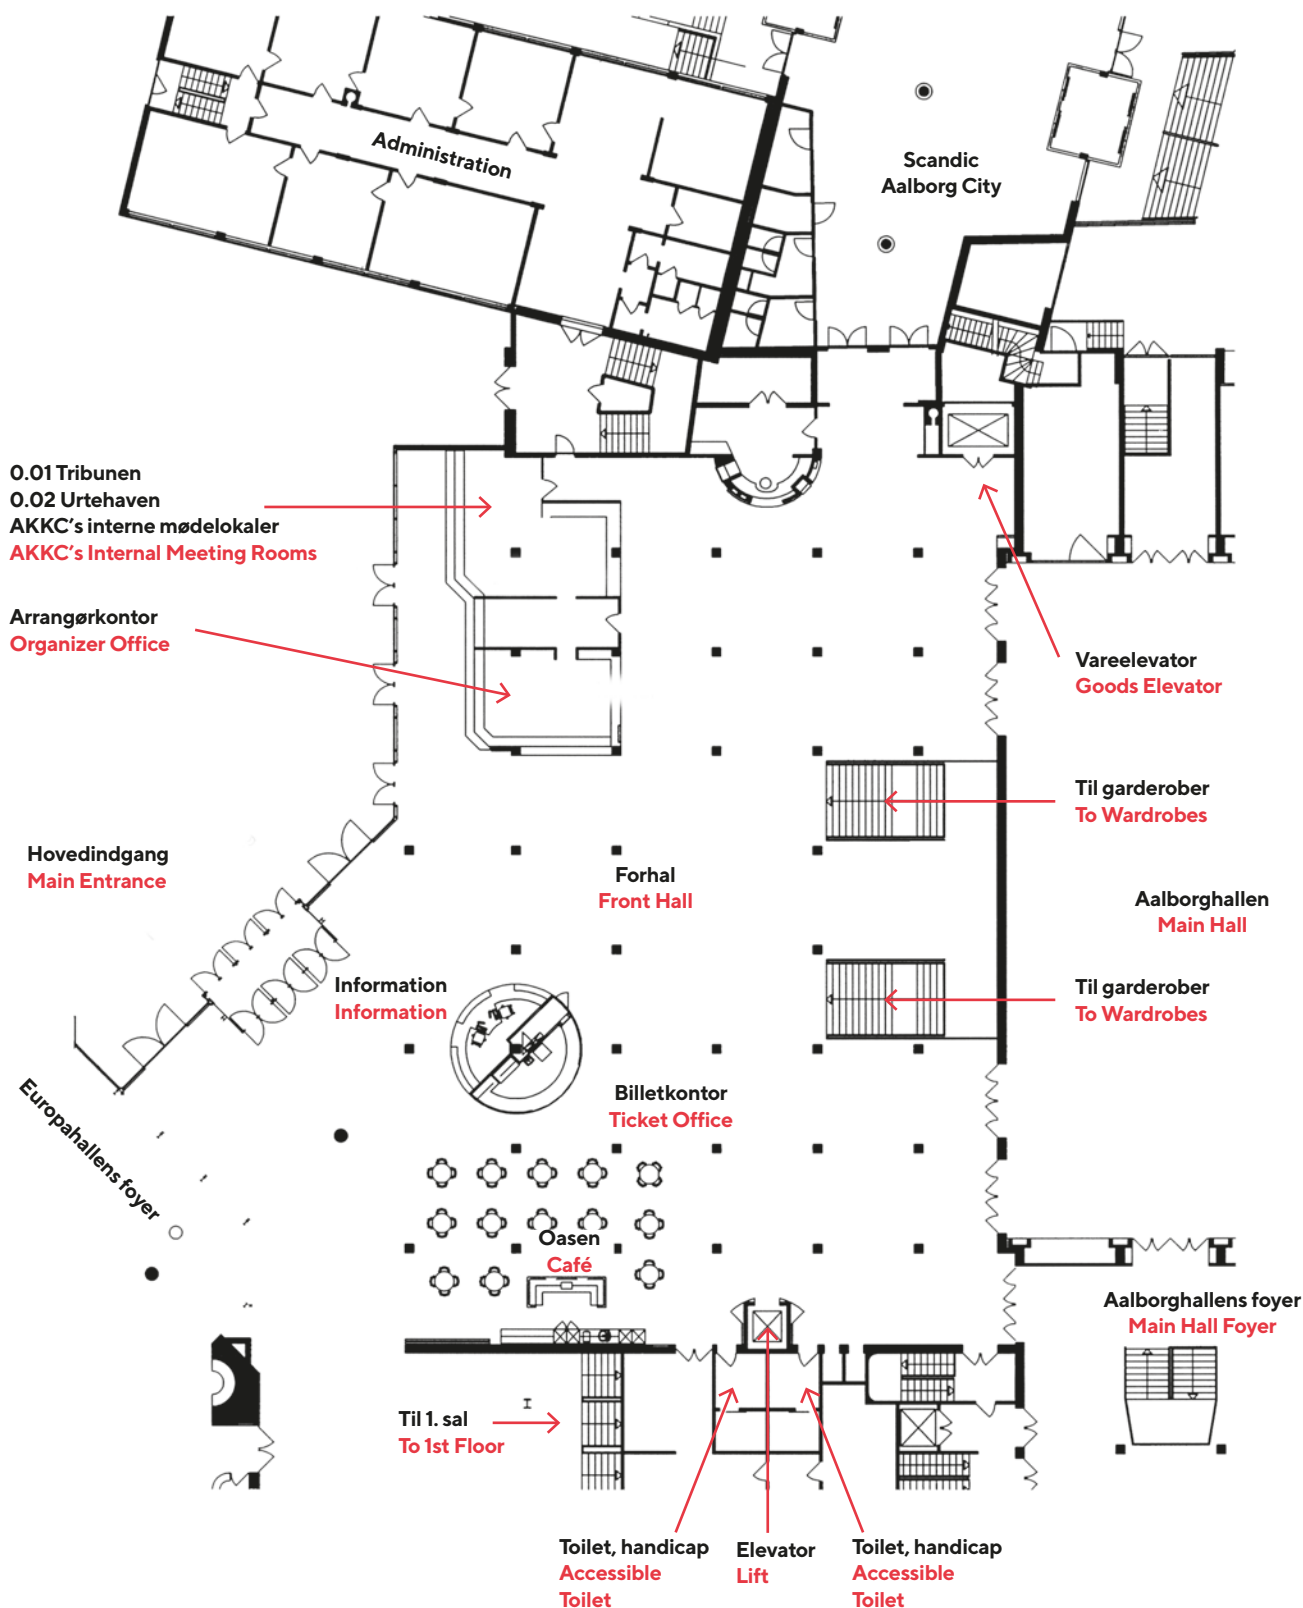 Administration
Scandic
Aalborg City
0.01 Tribunen
0.02 Urtehaven
AKKC's interne mødelokaler
AKKC's Internal Meeting Rooms
Arrangørkontor
Organizer Office
Vareelevator
Goods Elevator
Til garderober
To Wardrobes
Hovedindgang
Main Entrance
Forhal
Front Hall
Aalborghallen
Main Hall
Information
Information
Til garderober
To Wardrobes
Billetkontor
Ticket Office
Europahallens foyer
Oasen
Café
Aalborghallens foyer
Main Hall Foyer
Til 1. sal
To 1st Floor
Toilet, handicap
Accessible
Toilet
Elevator
Lift
Toilet, handicap
Accessible
Toilet